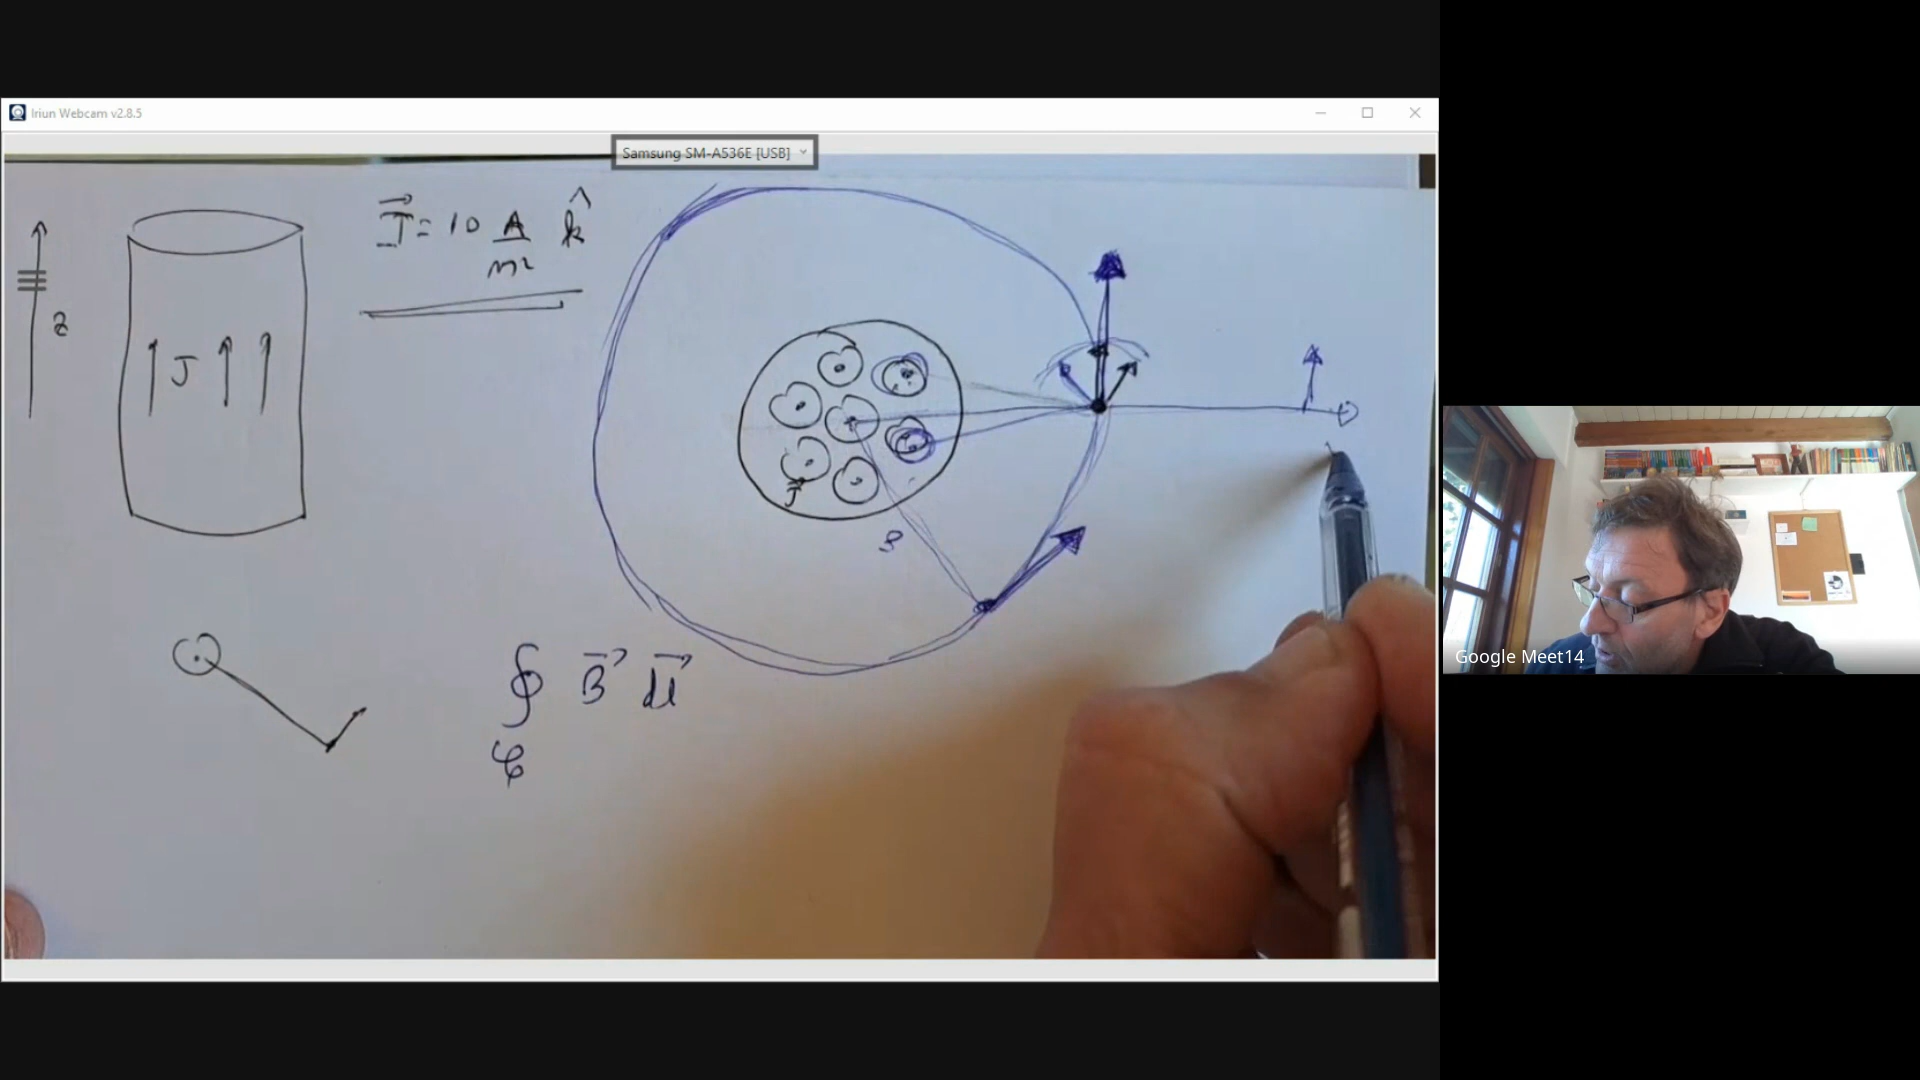 Iriun Webcam v2.8.5
Samsung SM-A536E [USB]
J⃗ = 10 A/m² k̂
z
J
J
ρ
∮ B⃗ dl⃗
Google Meet14